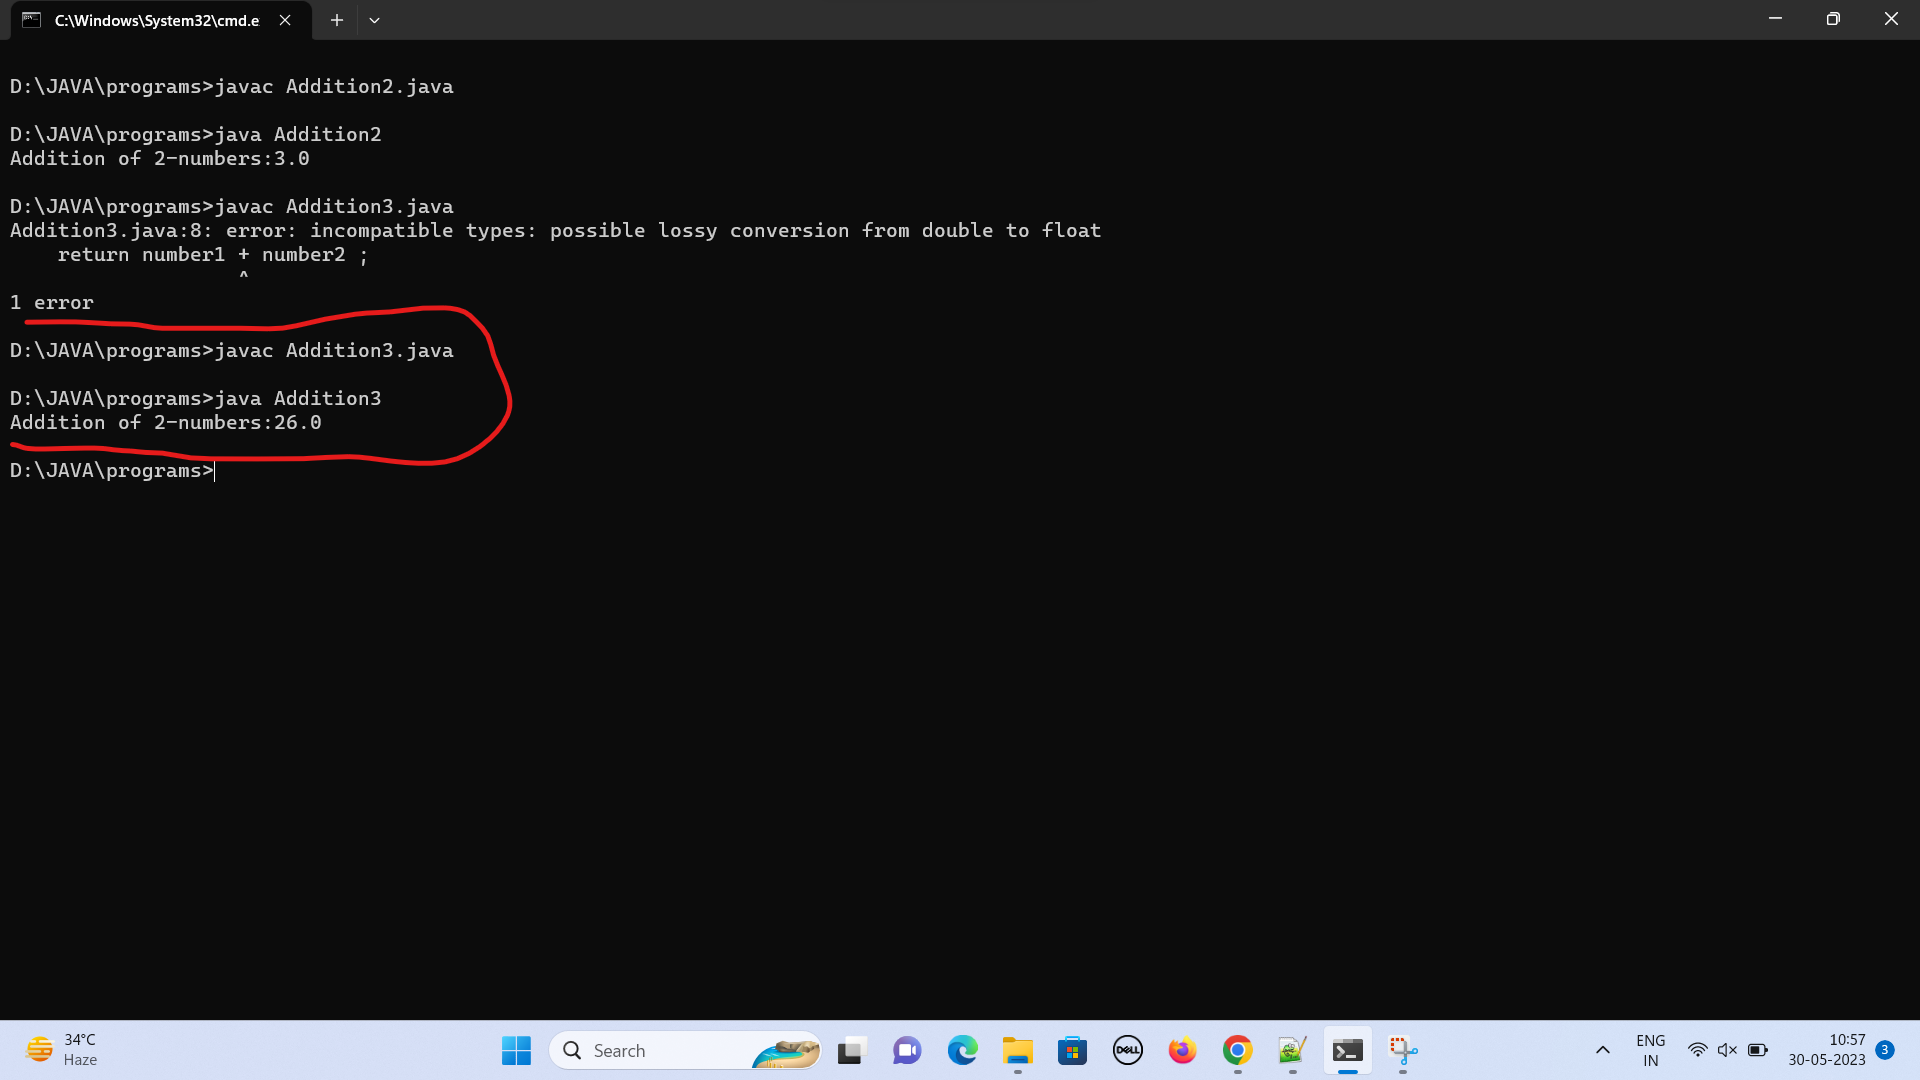 C:\Windows\System32\cmd.e
D:\JAVA\programs>javac Addition2.java
D:\JAVA\programs>java Addition2
Addition of 2-numbers:3.0
D:\JAVA\programs>javac Addition3.java
Addition3.java:8: error: incompatible types: possible lossy conversion from double to float
    return number1 + number2 ;
                   ^
1 error
D:\JAVA\programs>javac Addition3.java
D:\JAVA\programs>java Addition3
Addition of 2-numbers:26.0
D:\JAVA\programs>
34°C
Haze
Search
DELL
ENG
IN
10:57
30-05-2023
3